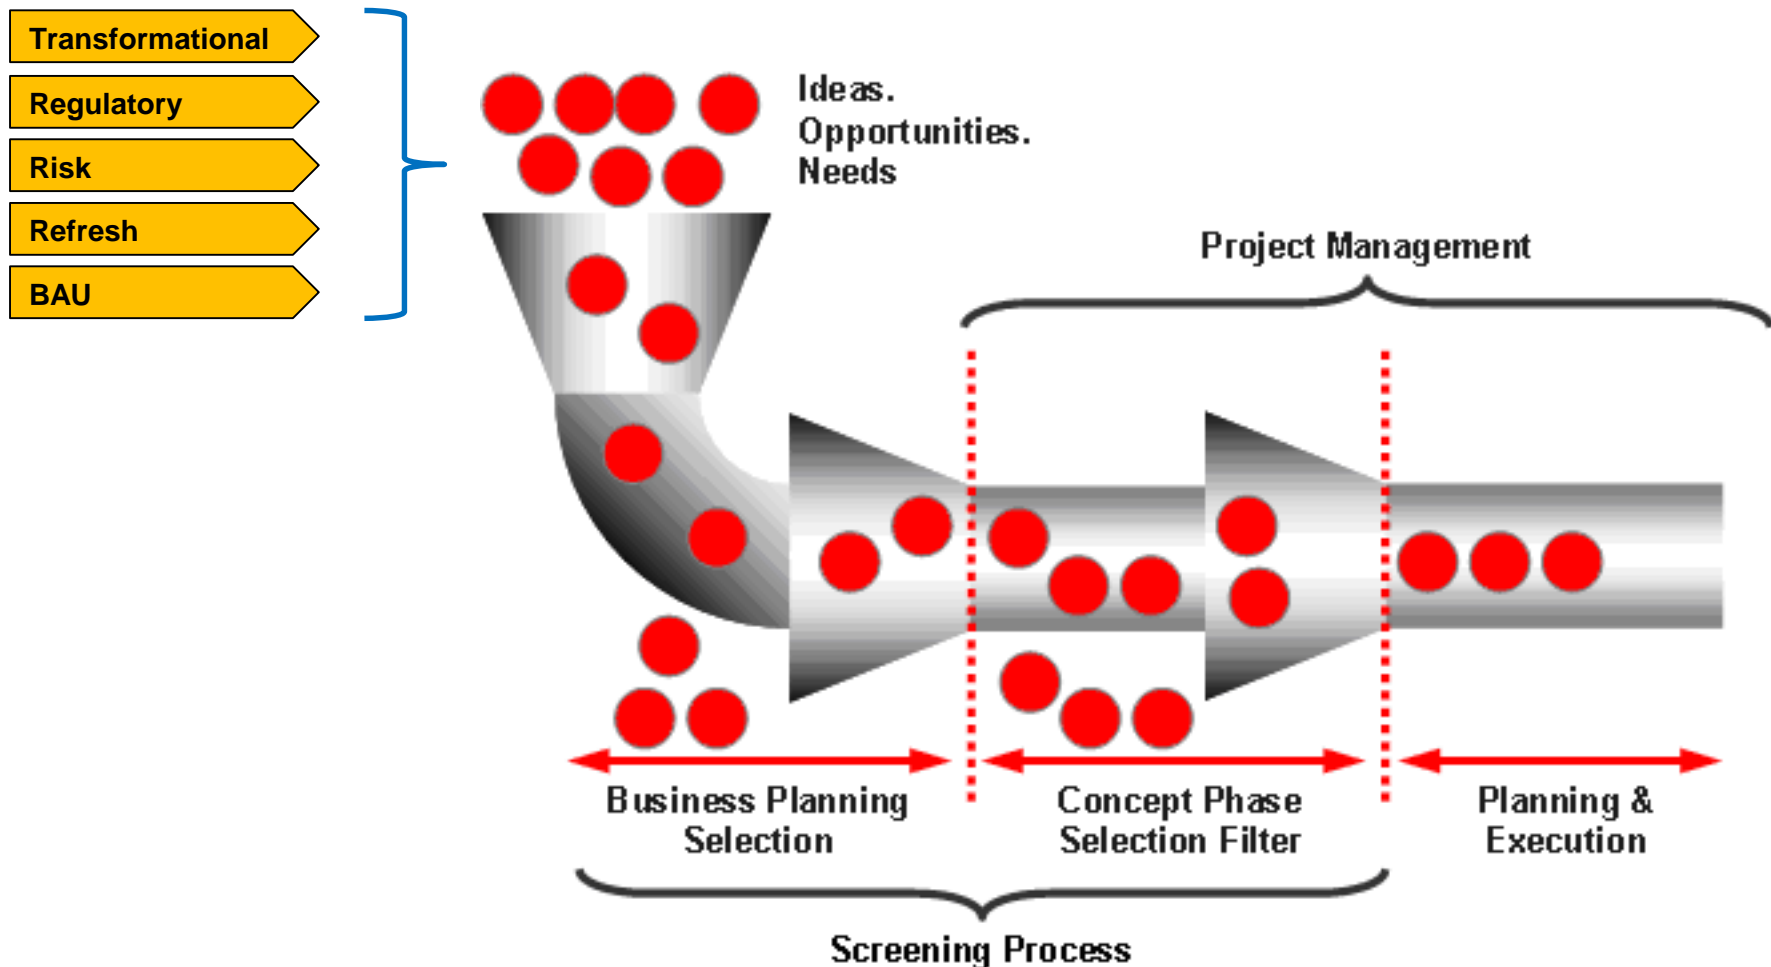 Transformational
Regulatory
Risk
Refresh
BAU
Ideas.
Opportunities.
Needs
Project Management
Business Planning
Selection
Concept Phase
Selection Filter
Planning &
Execution
Screening Process